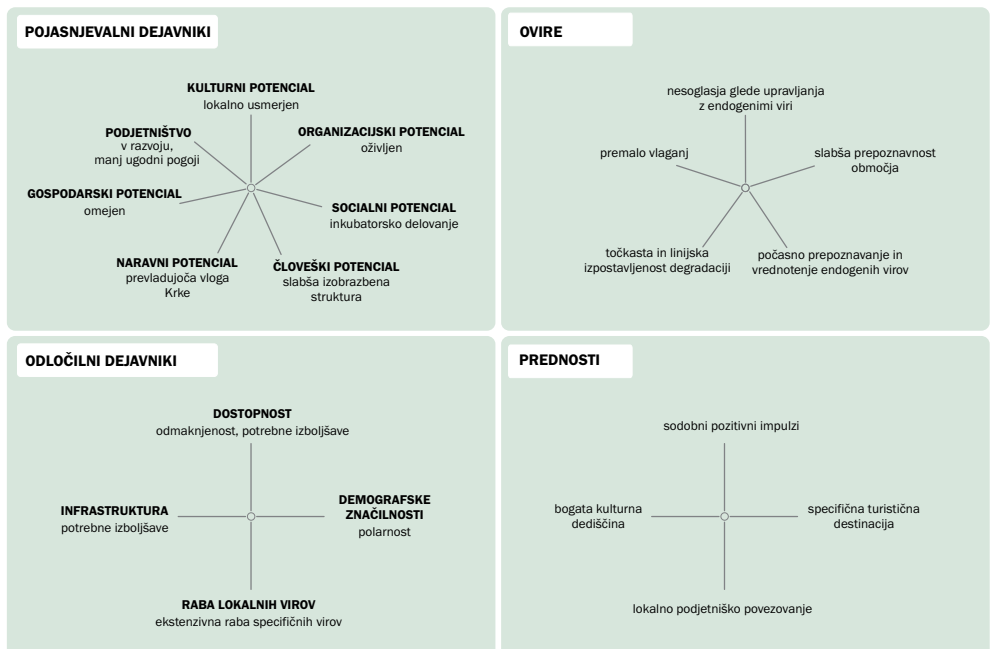 POJASNJEVALNI DEJAVNIKI
KULTURNI POTENCIAL
lokalno usmerjen
PODJETNIŠTVO
v razvoju,
manj ugodni pogoji
ORGANIZACIJSKI POTENCIAL
oživljen
GOSPODARSKI POTENCIAL
omejen
SOCIALNI POTENCIAL
inkubatorsko delovanje
NARAVNI POTENCIAL
prevladujoča vloga
Krke
ČLOVEŠKI POTENCIAL
slabša izobrazbena
struktura
OVIRE
nesoglasja glede upravljanja
z endogenimi viri
premalo vlaganj
slabša prepoznavnost
območja
točkasta in linijska
izpostavljenost degradaciji
počasno prepoznavanje in
vrednotenje endogenih virov
ODLOČILNI DEJAVNIKI
DOSTOPNOST
odmaknjenost, potrebne izboljšave
INFRASTRUKTURA
potrebne izboljšave
DEMOGRAFSKE
ZNAČILNOSTI
polarnost
RABA LOKALNIH VIROV
ekstenzivna raba specifičnih virov
PREDNOSTI
sodobni pozitivni impulzi
bogata kulturna
dediščina
specifična turistična
destinacija
lokalno podjetniško povezovanje